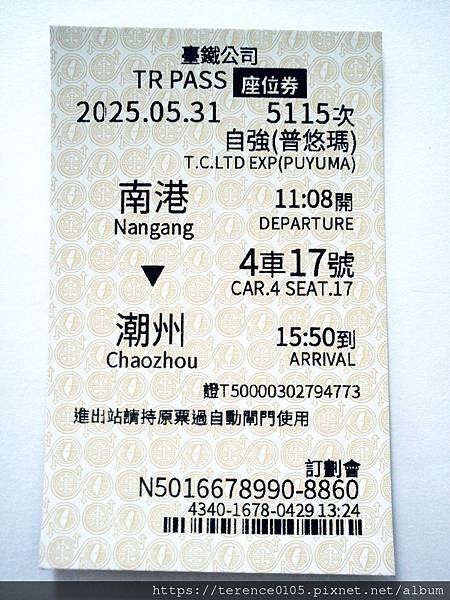 臺鐵公司
TR PASS 座位券
2025.05.31 5115次
自強(普悠瑪)
T.C.LTD EXP(PUYUMA)
南港 11:08開
Nangang DEPARTURE
▼ 4車17號
CAR.4 SEAT.17
潮州 15:50到
Chaozhou ARRIVAL
證T50000302794773
進出站請持原票過自動閘門使用
訂劃會
N5016678990-8860
4340-1678-0429 13:24
https://terence0105.pixnet.net/album